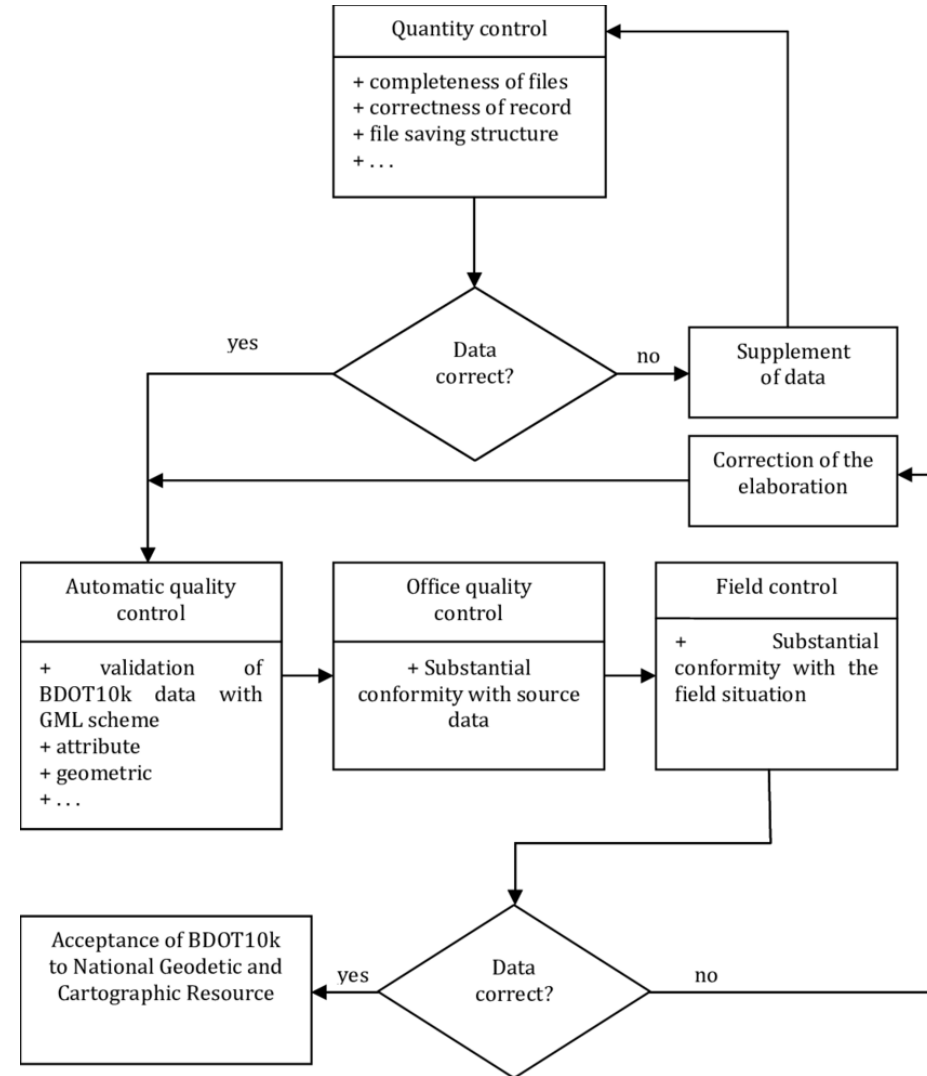 Quantity control
+ completeness of files
+ correctness of record
+ file saving structure
+ . . .
yes
Data
correct?
no
Supplement
of data
Correction of the
elaboration
Automatic quality
control
+ validation of
BDOT10k data with
GML scheme
+ attribute
+ geometric
+ . . .
Office quality
control
+ Substantial
conformity with source
data
Field control
+ Substantial
conformity with the
field situation
Acceptance of BDOT10k
to National Geodetic and
Cartographic Resource
yes
Data
correct?
no